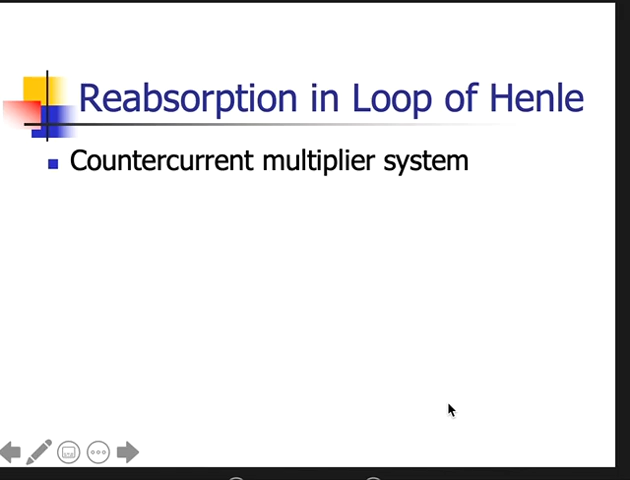 Reabsorption in Loop of Henle
Countercurrent multiplier system